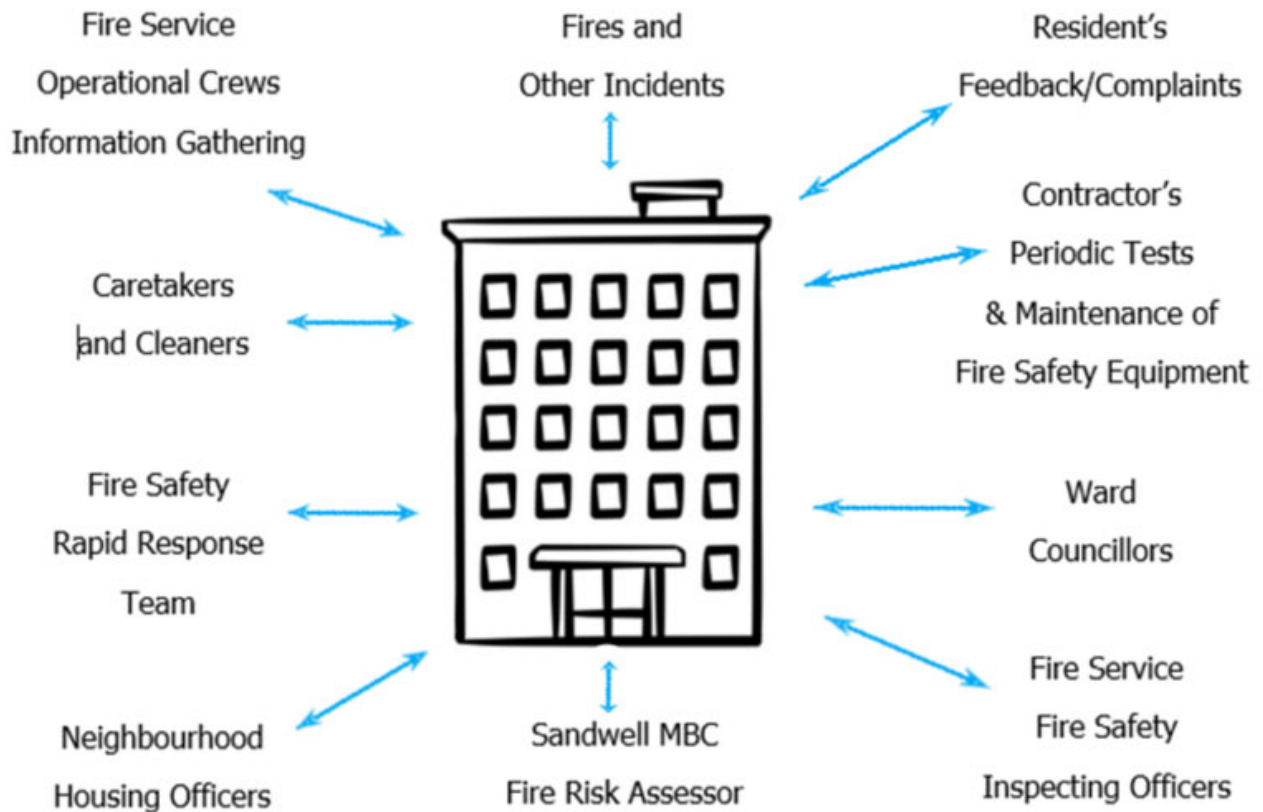 Fire Service
Operational Crews
Information Gathering
Fires and
Other Incidents
Resident’s
Feedback/Complaints
Caretakers
and Cleaners
Contractor’s
Periodic Tests
& Maintenance of
Fire Safety Equipment
Fire Safety
Rapid Response
Team
Ward
Councillors
Neighbourhood
Housing Officers
Sandwell MBC
Fire Risk Assessor
Fire Service
Fire Safety
Inspecting Officers